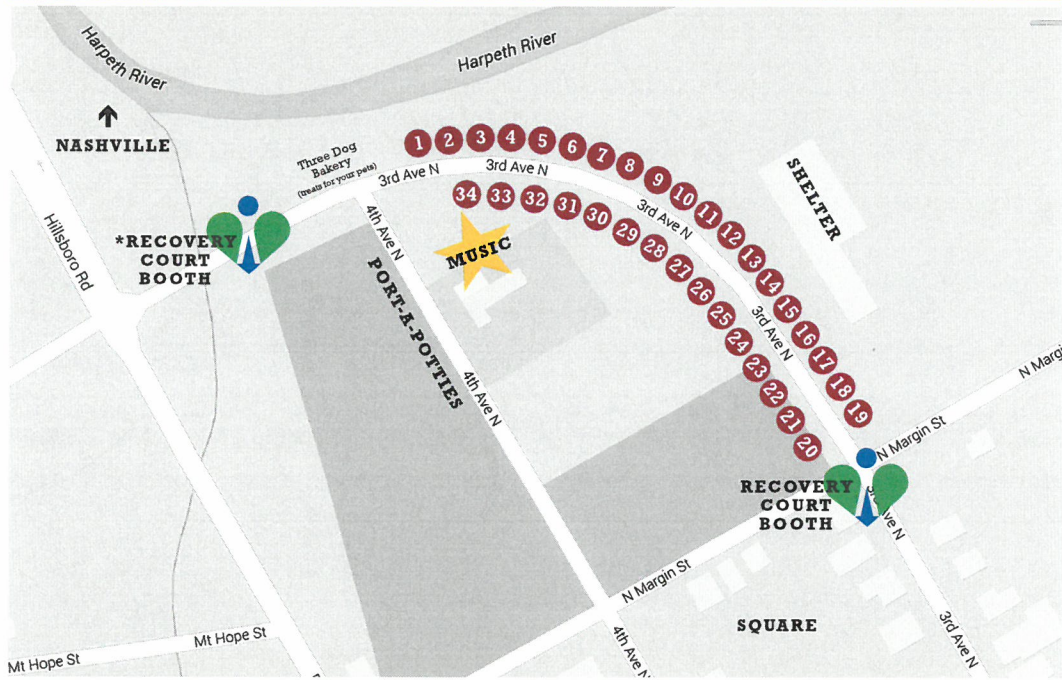 Harpeth River
Harpeth River
NASHVILLE
Three Dog
Bakery
(treats for your pets)
3rd Ave N
3rd Ave N
3rd Ave N
3rd Ave N
3rd Ave N
3rd Ave N
1
2
3
4
5
6
7
8
9
10
11
12
13
14
15
16
17
18
19
34
33
32
31
30
29
28
27
26
25
24
23
22
21
20
SHELTER
MUSIC
4th Ave N
PORT-A-POTTIES
4th Ave N
4th Ave N
*RECOVERY
COURT
BOOTH
Hillsboro Rd
N Margi
N Margin St
RECOVERY
COURT
BOOTH
N Margin St
SQUARE
Mt Hope St
Mt Hope St